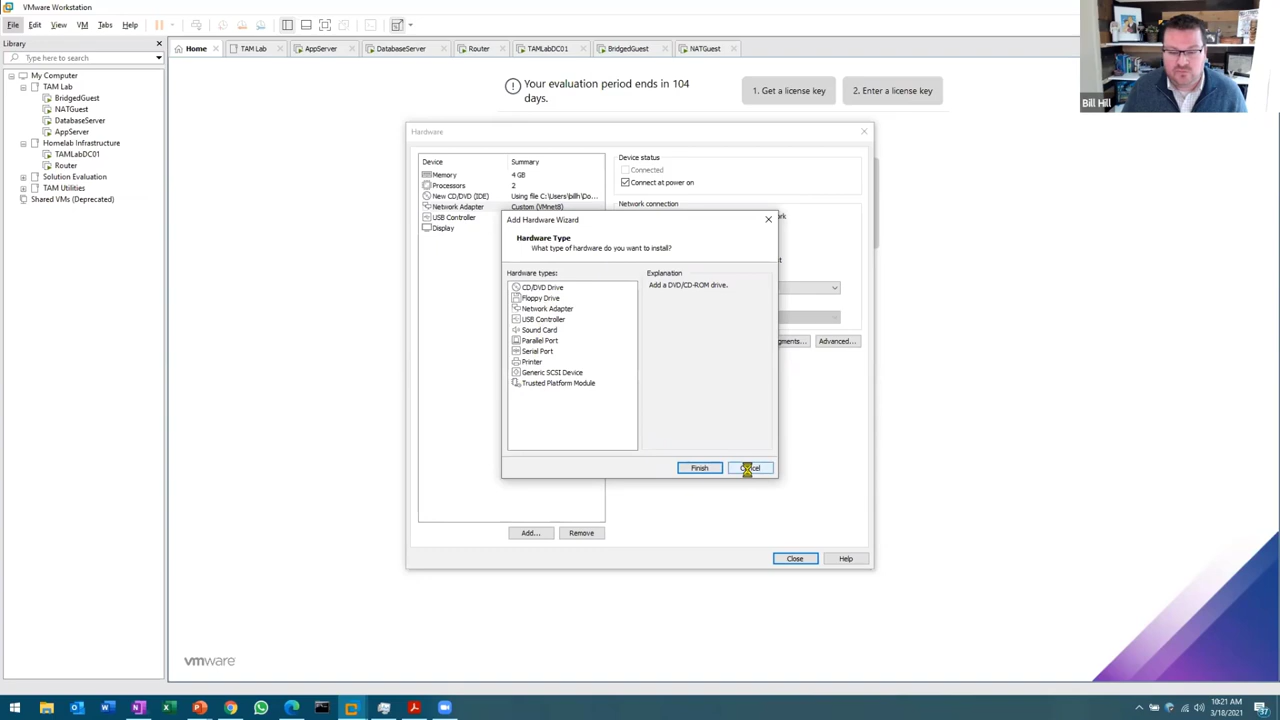 VMware Workstation
File Edit View VM Tabs Help
Library
Type here to search
My Computer
TAM Lab
BridgedGuest
NATGuest
DatabaseServer
AppServer
Homelab Infrastructure
TAMLabDC01
Router
Solution Evaluation
TAM Utilities
Shared VMs (Deprecated)
Home TAM Lab AppServer DatabaseServer Router TAMLabDC01 BridgedGuest NATGuest
Your evaluation period ends in 104
days.
1. Get a license key
2. Enter a license key
Bill Hill
Hardware
Device Summary
Memory 4 GB
Processors 2
New CD/DVD (IDE) Using file C:\Users\billh\Do...
Network Adapter Custom (VMnet8)
USB Controller
Display
Device status
Connected
Connect at power on
Network connection
Advanced...
Add Hardware Wizard
Hardware Type
What type of hardware do you want to install?
Hardware types:
CD/DVD Drive
Floppy Drive
Network Adapter
USB Controller
Sound Card
Parallel Port
Serial Port
Printer
Generic SCSI Device
Trusted Platform Module
Explanation
Add a DVD/CD-ROM drive.
Finish
Add... Remove
Close Help
vmware
10:21 AM
3/18/2021
37